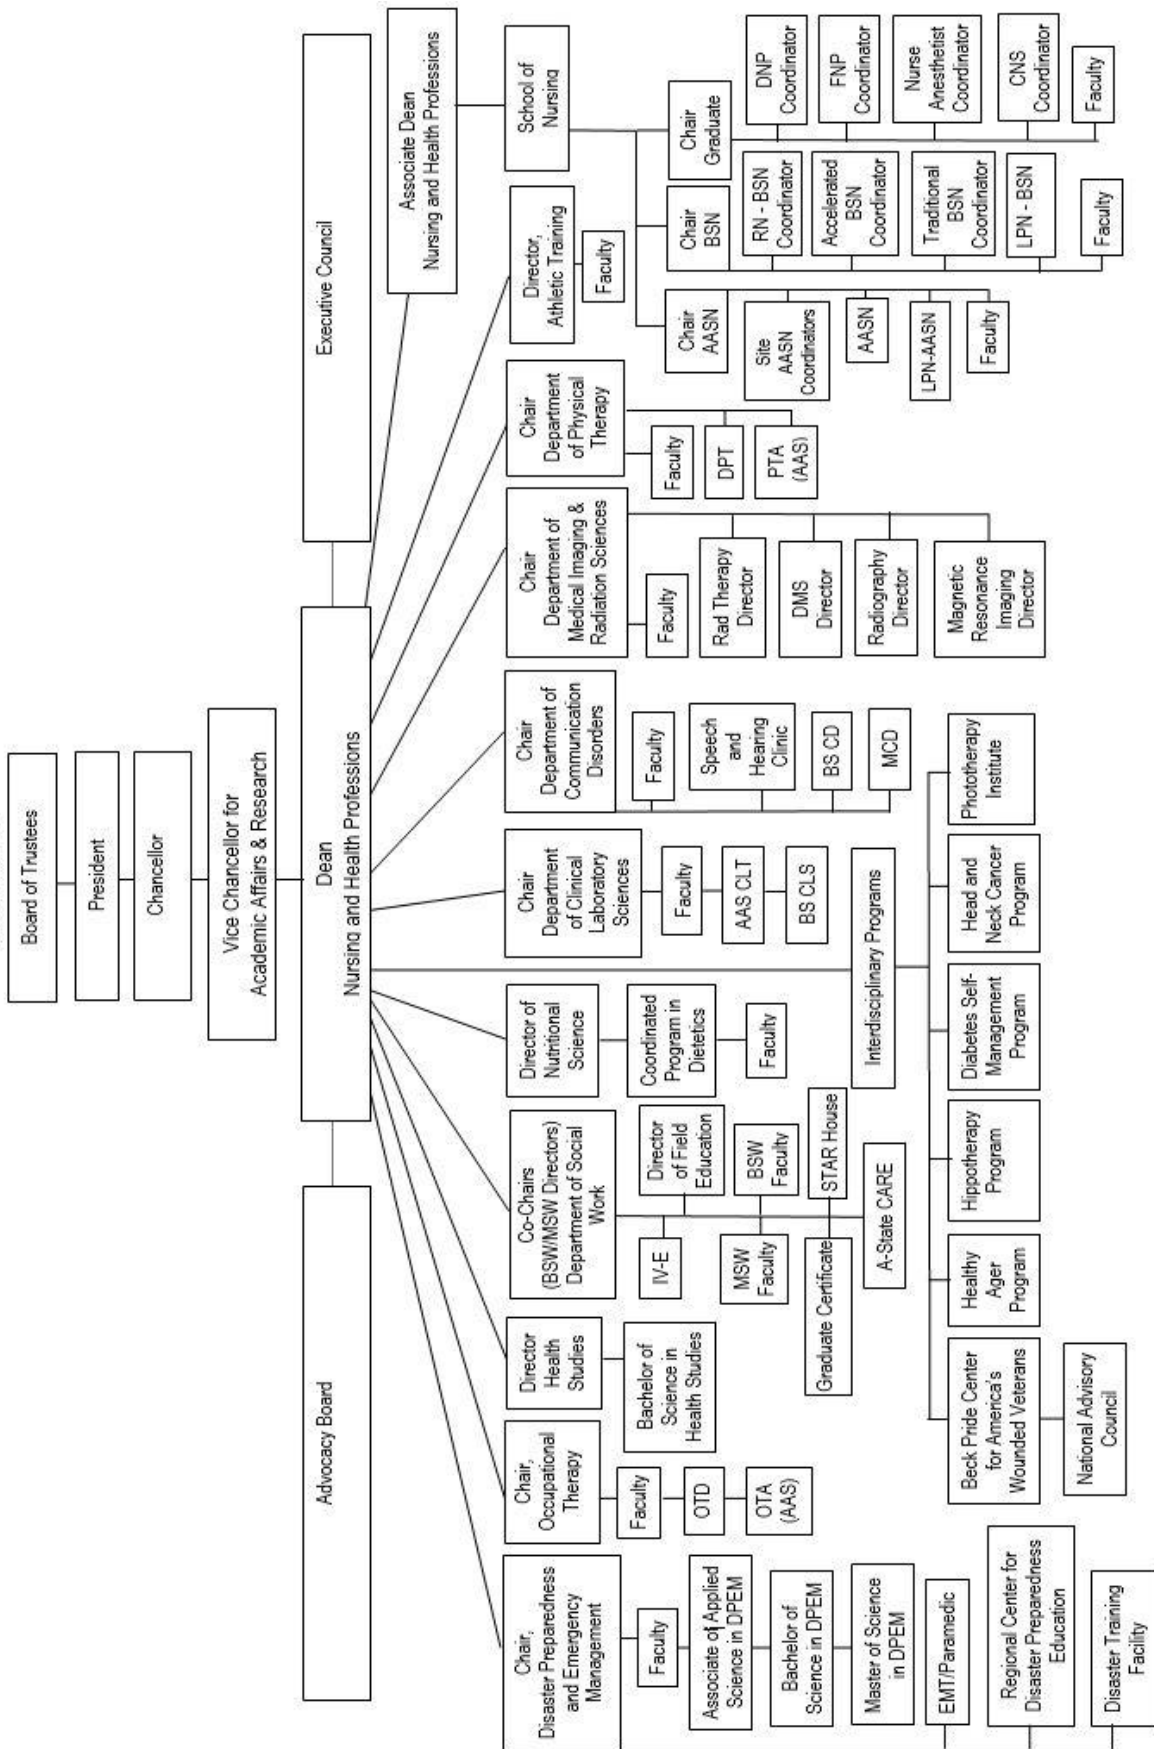 Board of Trustees
President
Chancellor
Vice Chancellor for
Academic Affairs & Research
Advocacy Board
Dean
Nursing and Health Professions
Executive Council
Associate Dean
Nursing and Health Professions
Chair,
Disaster Preparedness
and Emergency
Management
Faculty
Associate of Applied
Science in DPEM
Bachelor of
Science in DPEM
Master of Science
in DPEM
EMT/Paramedic
Regional Center for
Disaster Preparedness
Education
Disaster Training
Facility
Chair,
Occupational
Therapy
Faculty
OTD
OTA
(AAS)
Director
Health
Studies
Bachelor of
Science in
Health Studies
Co-Chairs
(BSW/MSW Directors)
Department of Social
Work
IV-E
Director
of Field
Education
MSW
Faculty
BSW
Faculty
Graduate Certificate
STAR House
A-State CARE
Director of
Nutritional
Science
Coordinated
Program in
Dietetics
Faculty
Chair
Department
of Clinical
Laboratory
Sciences
Faculty
AAS CLT
BS CLS
Chair
Department of
Communication
Disorders
Faculty
Speech
and
Hearing
Clinic
BS CD
MCD
Chair
Department of
Medical Imaging &
Radiation Sciences
Faculty
Rad Therapy
Director
DMS
Director
Radiography
Director
Magnetic
Resonance
Imaging
Director
Chair
Department
of Physical
Therapy
Faculty
DPT
PTA
(AAS)
Director,
Athletic Training
Faculty
School of
Nursing
Chair
AASN
Site
AASN
Coordinators
AASN
LPN-AASN
Faculty
Chair
BSN
RN - BSN
Coordinator
Accelerated
BSN
Coordinator
Traditional
BSN
Coordinator
LPN - BSN
Faculty
Chair
Graduate
DNP
Coordinator
FNP
Coordinator
Nurse
Anesthetist
Coordinator
CNS
Coordinator
Faculty
Interdisciplinary Programs
Beck Pride Center
for America's
Wounded Veterans
National Advisory
Council
Healthy
Ager
Program
Hippotherapy
Program
Diabetes Self-
Management
Program
Head and
Neck Cancer
Program
Phototherapy
Institute